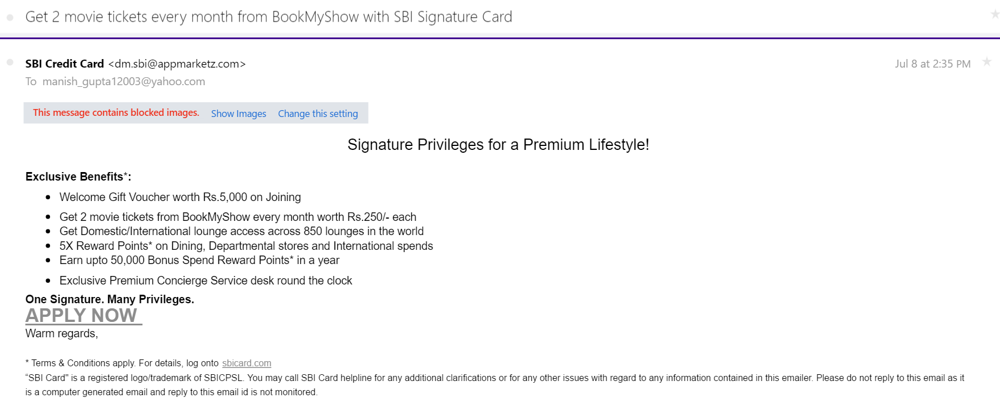 Get 2 movie tickets every month from BookMyShow with SBI Signature Card
SBI Credit Card <dm.sbi@appmarketz.com>
Jul 8 at 2:35 PM
To manish_gupta12003@yahoo.com
This message contains blocked images. Show Images Change this setting
Signature Privileges for a Premium Lifestyle!
Exclusive Benefits*:
• Welcome Gift Voucher worth Rs.5,000 on Joining
• Get 2 movie tickets from BookMyShow every month worth Rs.250/- each
• Get Domestic/International lounge access across 850 lounges in the world
• 5X Reward Points* on Dining, Departmental stores and International spends
• Earn upto 50,000 Bonus Spend Reward Points* in a year
• Exclusive Premium Concierge Service desk round the clock
One Signature. Many Privileges.
APPLY NOW
Warm regards,
* Terms & Conditions apply. For details, log onto sbicard.com
“SBI Card" is a registered logo/trademark of SBICPSL. You may call SBI Card helpline for any additional clarifications or for any other issues with regard to any information contained in this emailer. Please do not reply to this email as it
is a computer generated email and reply to this email id is not monitored.